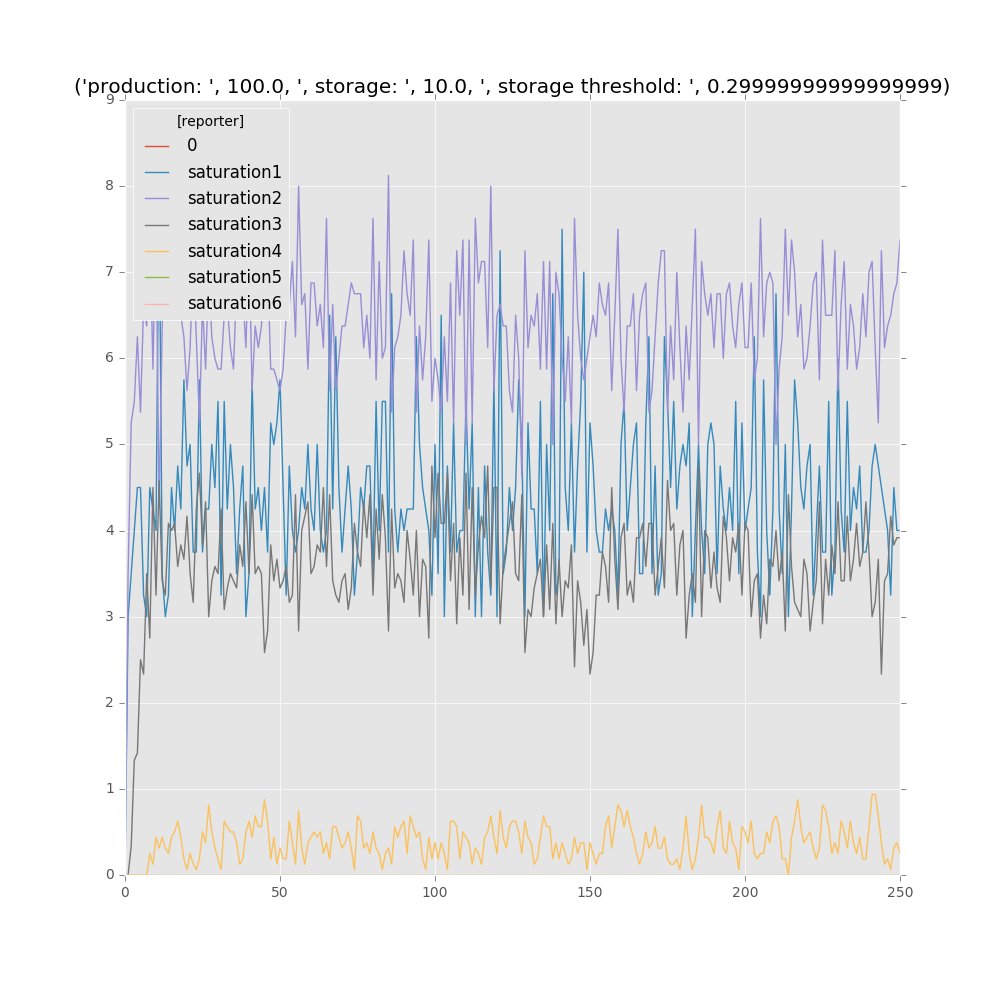 ('production: ', 100.0, ', storage: ', 10.0, ', storage threshold: ', 0.29999999999999999)
9
8
7
6
5
4
3
2
1
0
[reporter]
0
saturation1
saturation2
saturation3
saturation4
saturation5
saturation6
0 50 100 150 200 250